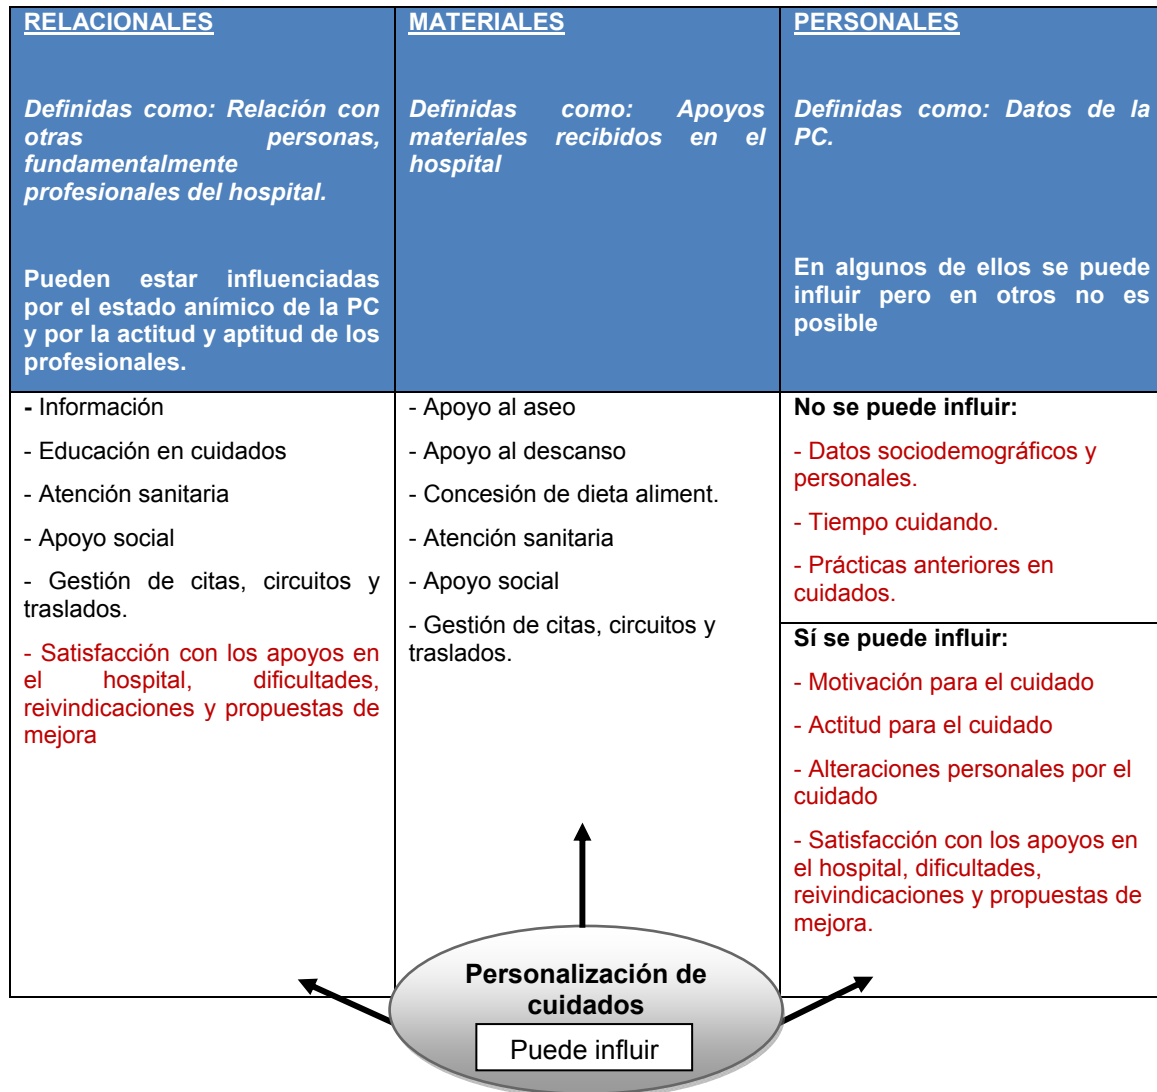 RELACIONALES
Definidas como: Relación con
otras personas,
fundamentalmente
profesionales del hospital.
Pueden estar influenciadas
por el estado anímico de la PC
y por la actitud y aptitud de los
profesionales.
MATERIALES
Definidas como: Apoyos
materiales recibidos en el
hospital
PERSONALES
Definidas como: Datos de la
PC.
En algunos de ellos se puede
influir pero en otros no es
posible
- Información
- Educación en cuidados
- Atención sanitaria
- Apoyo social
- Gestión de citas, circuitos y
traslados.
- Satisfacción con los apoyos en
el hospital, dificultades,
reivindicaciones y propuestas de
mejora
- Apoyo al aseo
- Apoyo al descanso
- Concesión de dieta aliment.
- Atención sanitaria
- Apoyo social
- Gestión de citas, circuitos y
traslados.
No se puede influir:
- Datos sociodemográficos y
personales.
- Tiempo cuidando.
- Prácticas anteriores en
cuidados.
Sí se puede influir:
- Motivación para el cuidado
- Actitud para el cuidado
- Alteraciones personales por el
cuidado
- Satisfacción con los apoyos en
el hospital, dificultades,
reivindicaciones y propuestas de
mejora.
Personalización de
cuidados
Puede influir